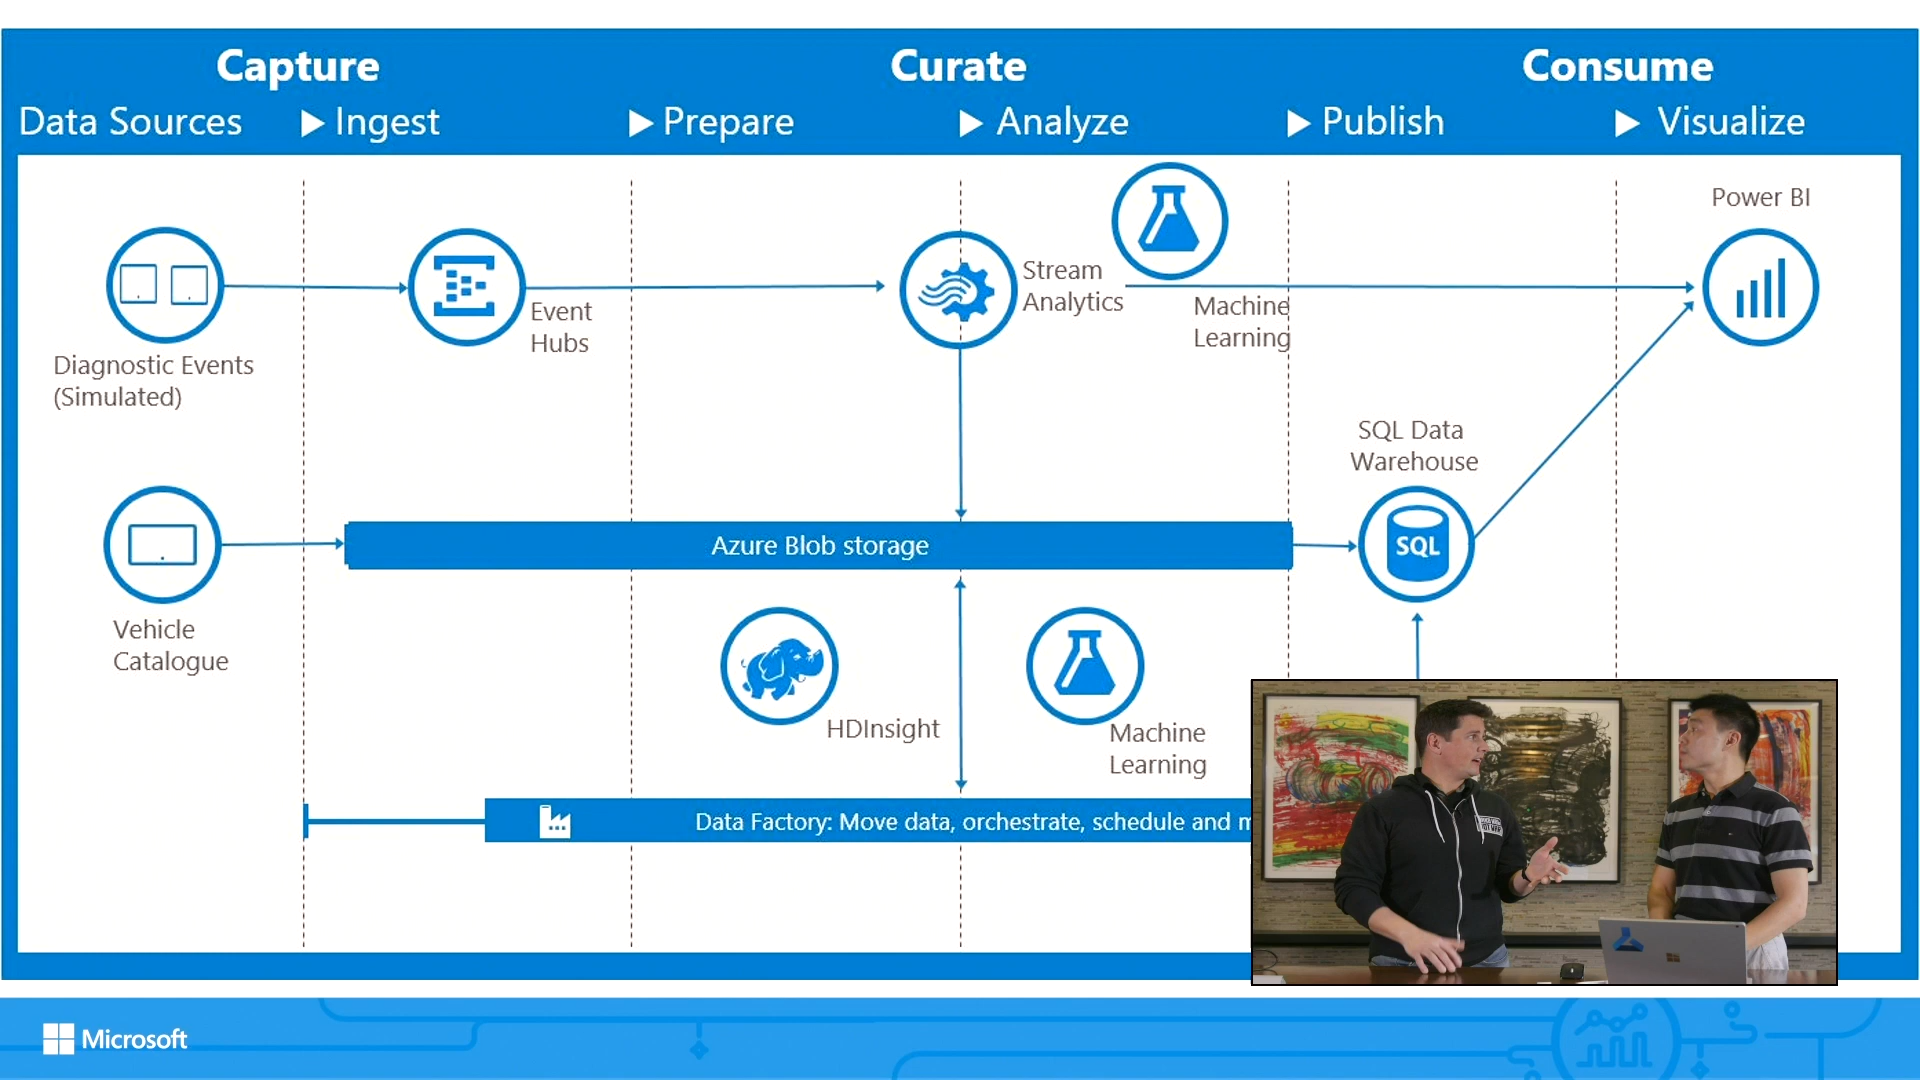 Capture
Curate
Consume
Data Sources
Ingest
Prepare
Analyze
Publish
Visualize
Power BI
Stream
Analytics
Event
Hubs
Machine
Learning
Diagnostic Events
(Simulated)
SQL Data
Warehouse
Azure Blob storage
SQL
Vehicle
Catalogue
HDInsight
Machine
Learning
Data Factory: Move data, orchestrate, schedule and m
Microsoft